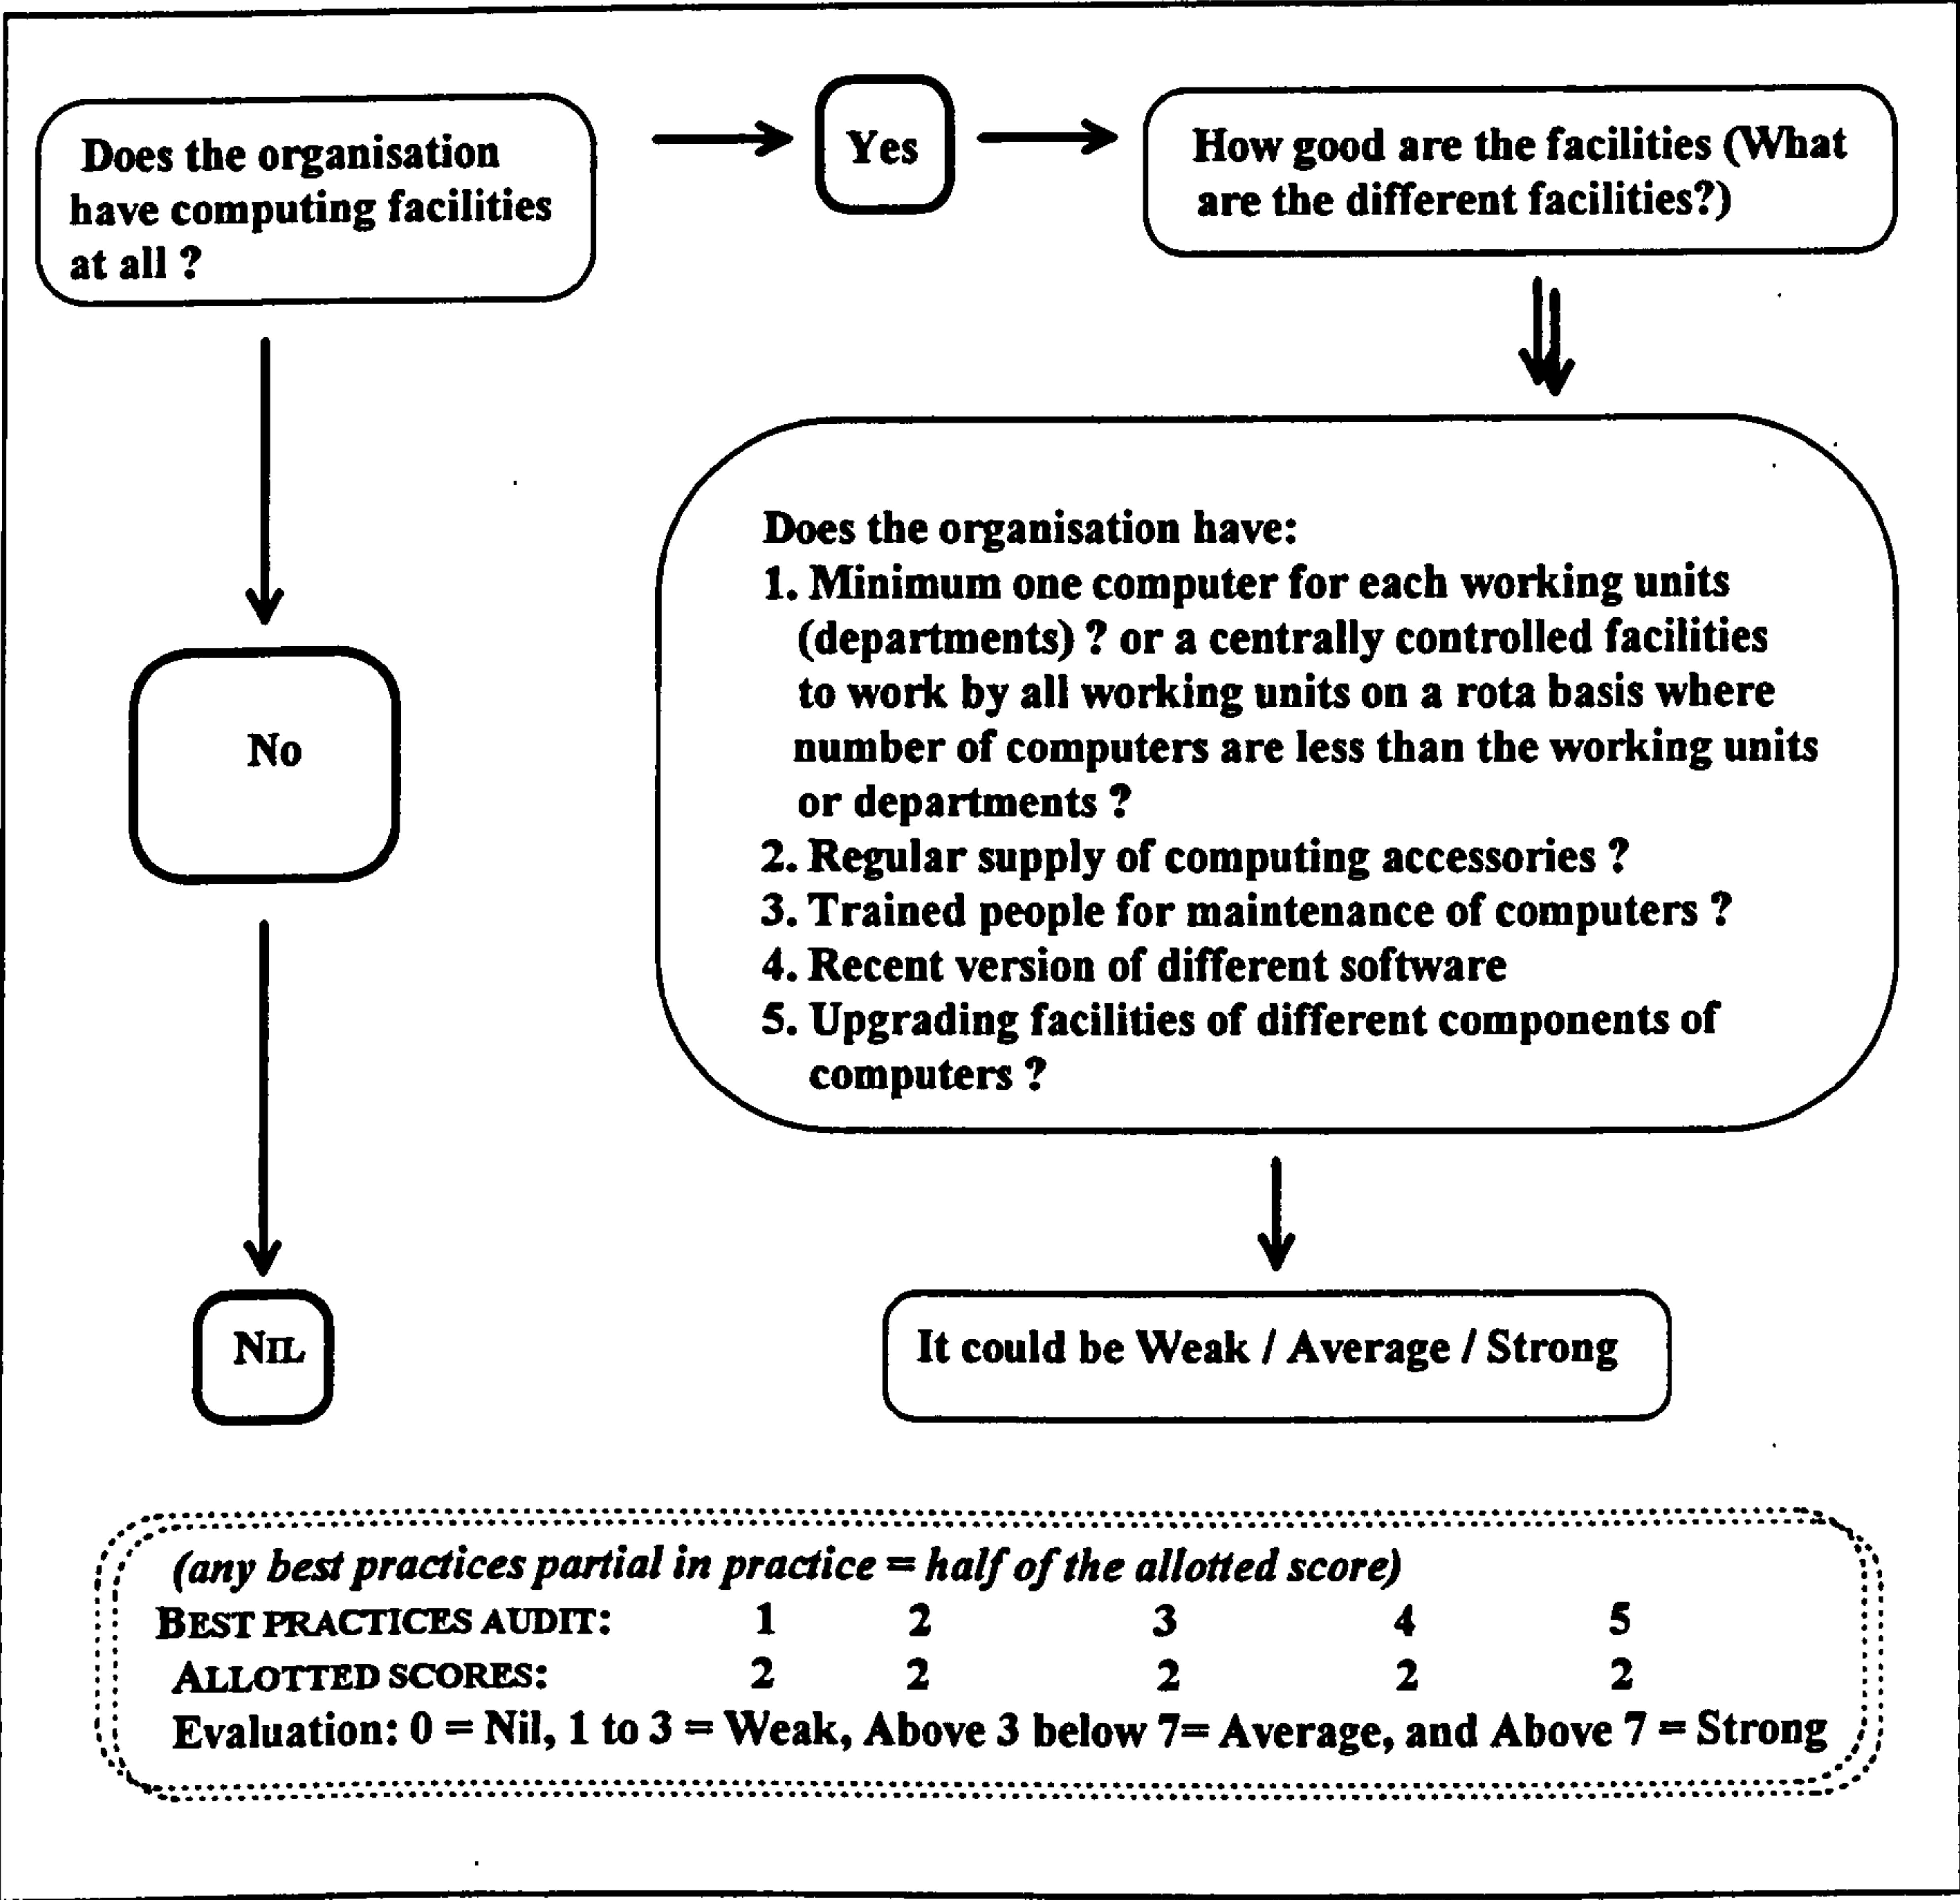 Does the organisation
have computing facilities
at all ?
Yes
How good are the facilities (What
are the different facilities?)
No
NIL
Does the organisation have:
1. Minimum one computer for each working units
(departments) ? or a centrally controlled facilities
to work by all working units on a rota basis where
number of computers are less than the working units
or departments ?
2. Regular supply of computing accessories ?
3. Trained people for maintenance of computers ?
4. Recent version of different software
5. Upgrading facilities of different components of
computers ?
It could be Weak / Average / Strong
(any best practices partial in practice = half of the allotted score)
BEST PRACTICES AUDIT: 1 2 3 4 5
ALLOTTED SCORES: 2 2 2 2 2
Evaluation: 0 = Nil, 1 to 3 = Weak, Above 3 below 7= Average, and Above 7 = Strong